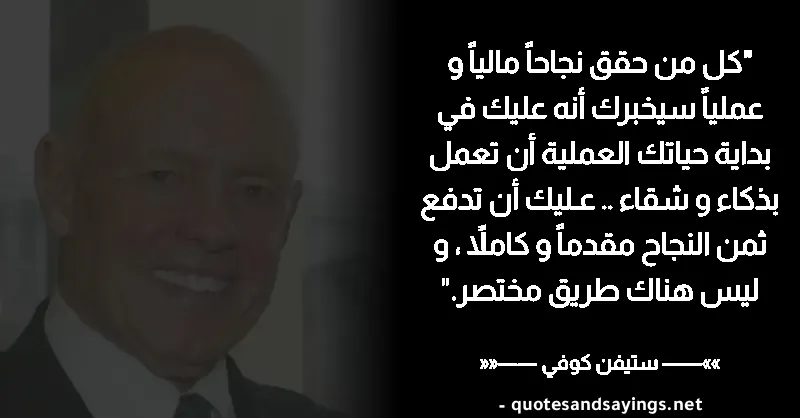 "كل من حقق نجاحاً مالياً و
عملياً سيخبرك أنه عليك في
بداية حياتك العملية أن تعمل
بذكاء و شقاء .. عليك أن تدفع
ثمن النجاح مقدماً و كاملًا ، و
ليس هناك طريق مختصر."
»»—— ستيفن كوفي ——««
- quotesandsayings.net